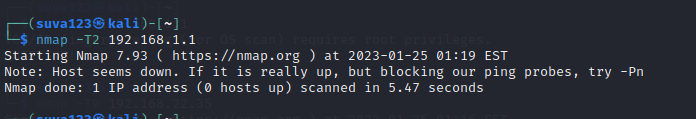 (suva123㉿kali)-[~]
$ nmap -T2 192.168.1.1
Starting Nmap 7.93 ( https://nmap.org ) at 2023-01-25 01:19 EST
Note: Host seems down. If it is really up, but blocking our ping probes, try -Pn
Nmap done: 1 IP address (0 hosts up) scanned in 5.47 seconds